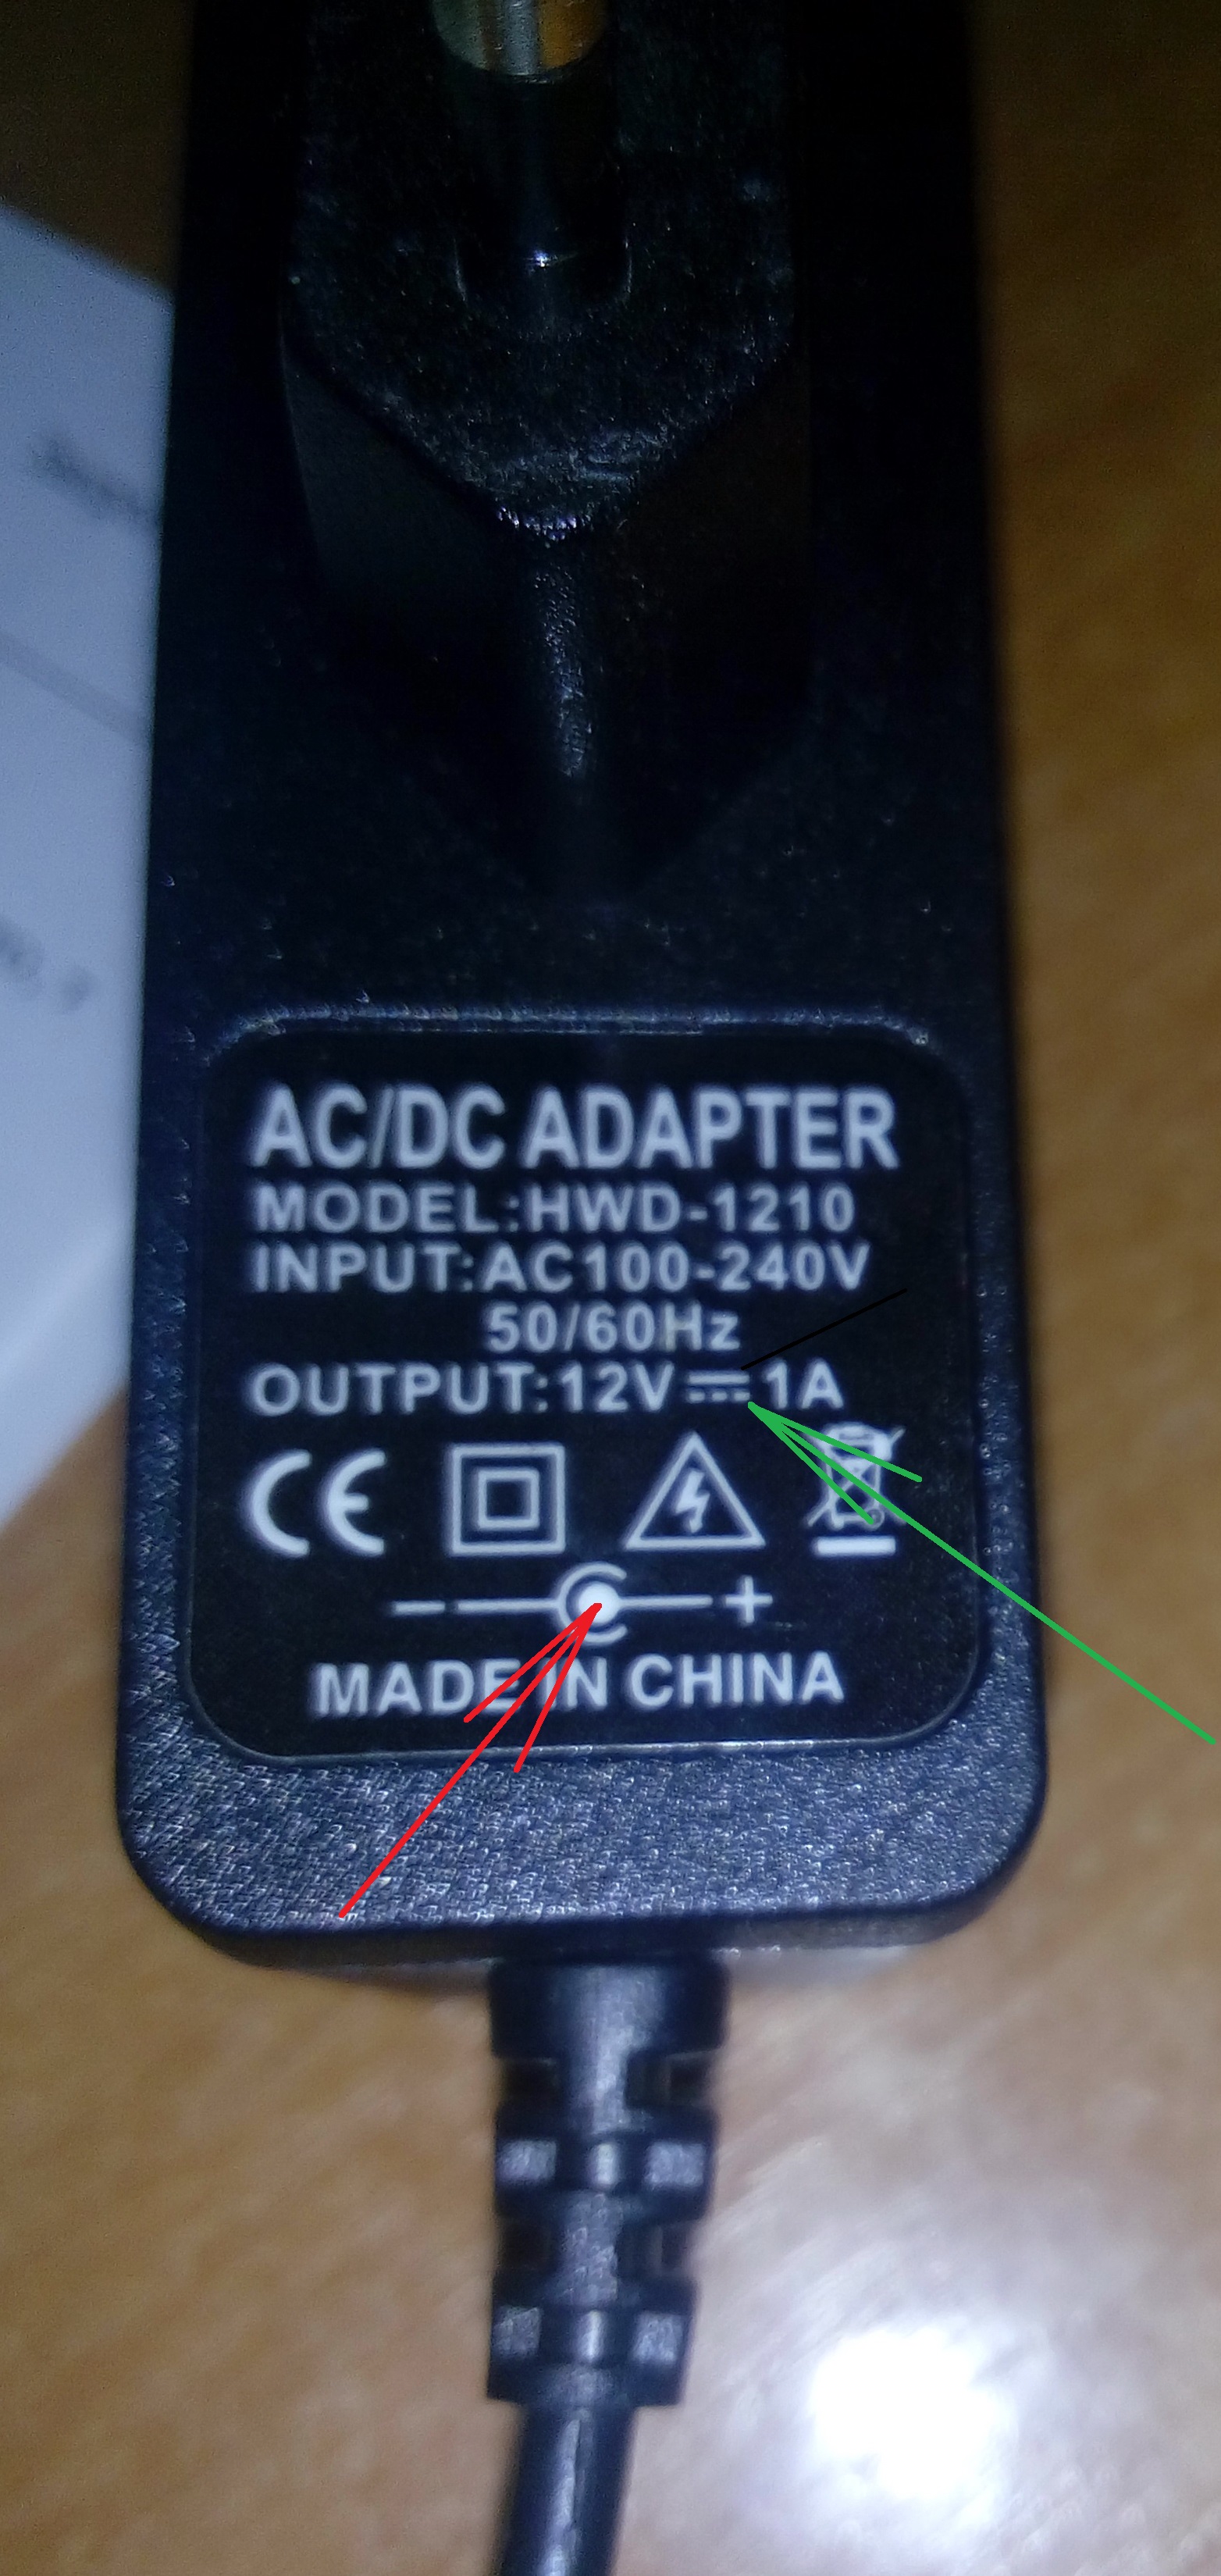 AC/DC ADAPTER
MODEL:HWD-1210
INPUT:AC100-240V
50/60Hz
OUTPUT:12V⎓1A
CE
- +
MADE IN CHINA